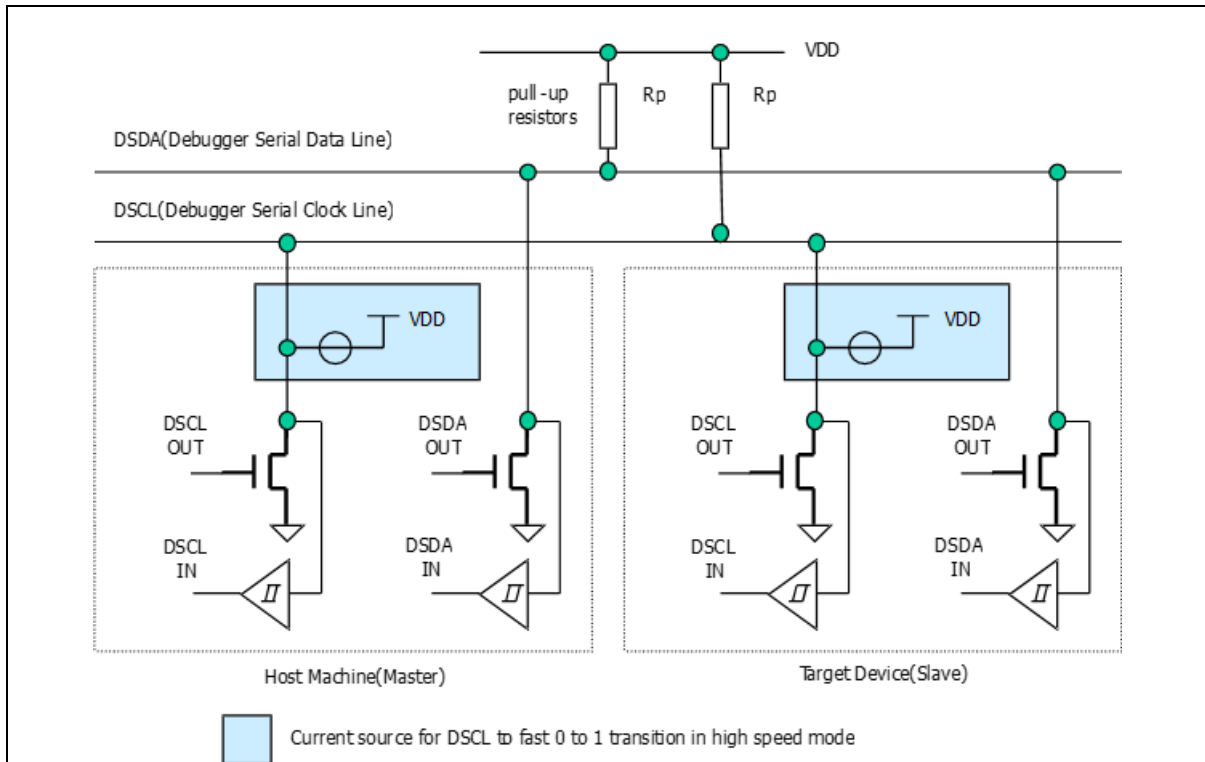 VDD
pull -up Rp Rp
resistors
DSDA(Debugger Serial Data Line)
DSCL(Debugger Serial Clock Line)
VDD VDD
DSCL DSDA DSCL DSDA
OUT OUT OUT OUT
DSCL DSDA DSCL DSDA
IN IN IN IN
Host Machine(Master) Target Device(Slave)
Current source for DSCL to fast 0 to 1 transition in high speed mode